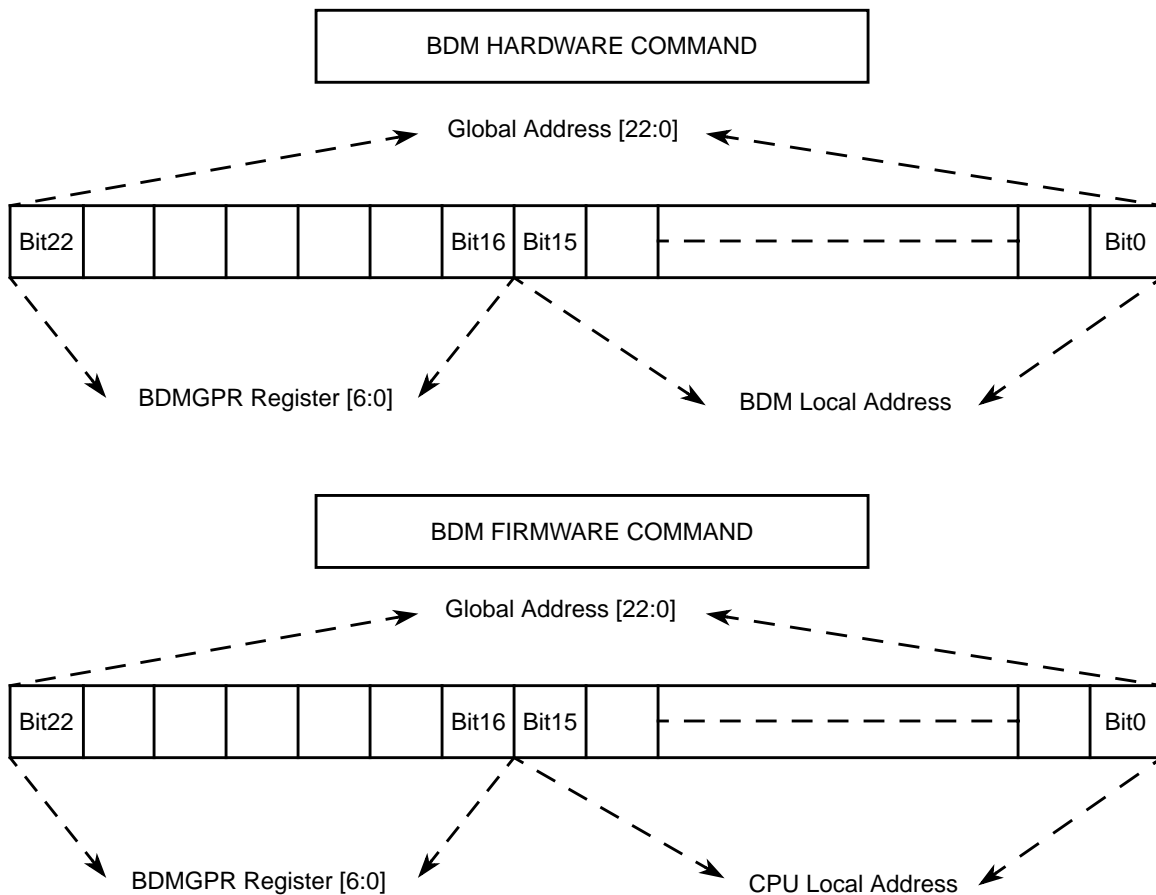 BDM HARDWARE COMMAND
Global Address [22:0]
Bit22 Bit16 Bit15 Bit0
BDMGPR Register [6:0]
BDM Local Address
BDM FIRMWARE COMMAND
Global Address [22:0]
Bit22 Bit16 Bit15 Bit0
BDMGPR Register [6:0]
CPU Local Address